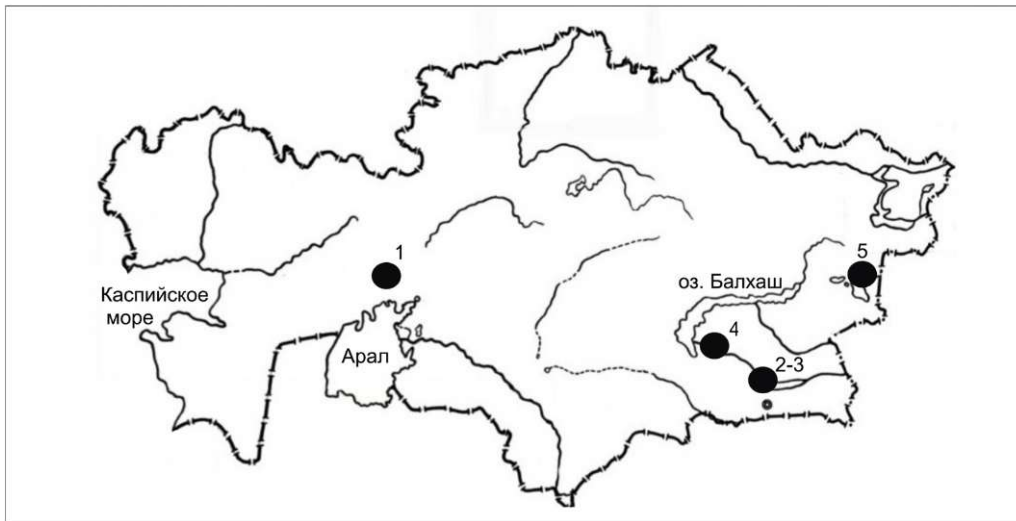 1
5
оз. Балхаш
Каспийское
море
4
Арал
2-3